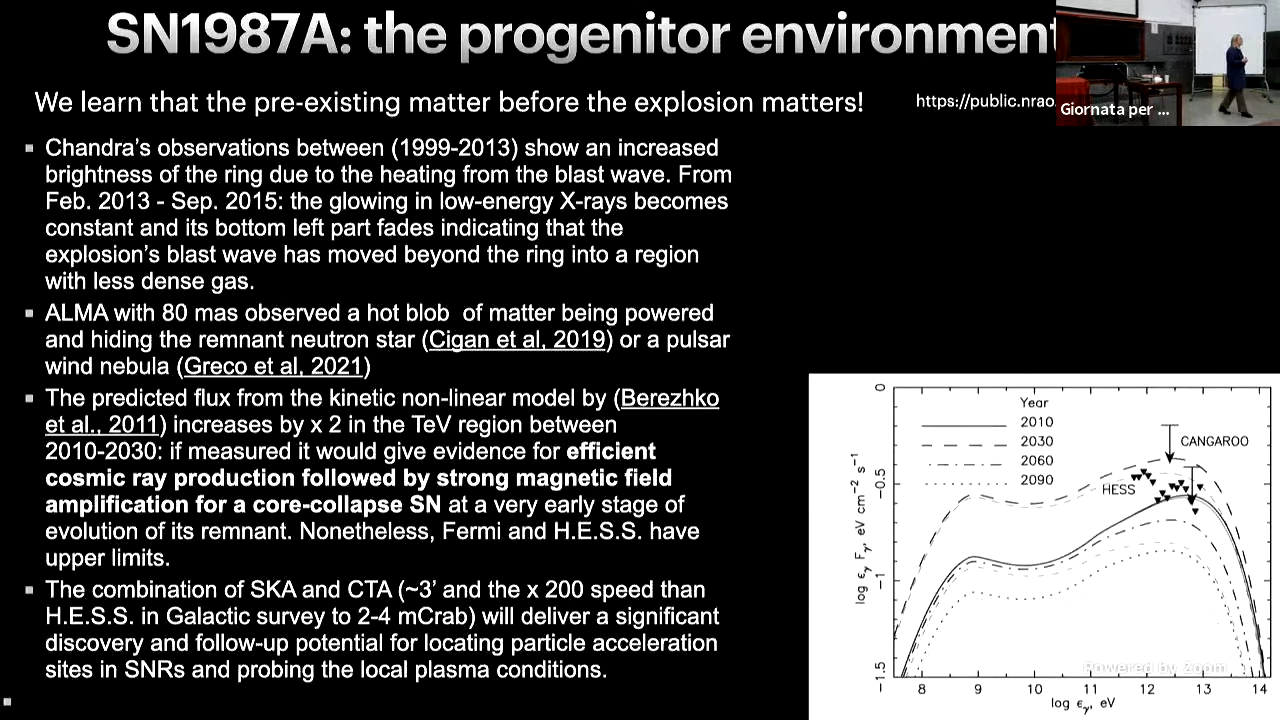 SN1987A: the progenitor environment
We learn that the pre-existing matter before the explosion matters!
https://public.nrao
Giornata per ...
▪ Chandra's observations between (1999-2013) show an increased
brightness of the ring due to the heating from the blast wave. From
Feb. 2013 - Sep. 2015: the glowing in low-energy X-rays becomes
constant and its bottom left part fades indicating that the
explosion's blast wave has moved beyond the ring into a region
with less dense gas.
▪ ALMA with 80 mas observed a hot blob of matter being powered
and hiding the remnant neutron star (Cigan et al, 2019) or a pulsar
wind nebula (Greco et al, 2021)
▪ The predicted flux from the kinetic non-linear model by (Berezhko
et al., 2011) increases by x 2 in the TeV region between
2010-2030: if measured it would give evidence for efficient
cosmic ray production followed by strong magnetic field
amplification for a core-collapse SN at a very early stage of
evolution of its remnant. Nonetheless, Fermi and H.E.S.S. have
upper limits.
▪ The combination of SKA and CTA (~3' and the x 200 speed than
H.E.S.S. in Galactic survey to 2-4 mCrab) will deliver a significant
discovery and follow-up potential for locating particle acceleration
sites in SNRs and probing the local plasma conditions.
Year
2010
2030
2060
2090
CANGAROO
HESS
0
−0.5
−1
−1.5
log ϵγ Fγ, eV cm−2 s−1
8 9 10 11 12 13 14
log ϵγ, eV
Powered by Zoom